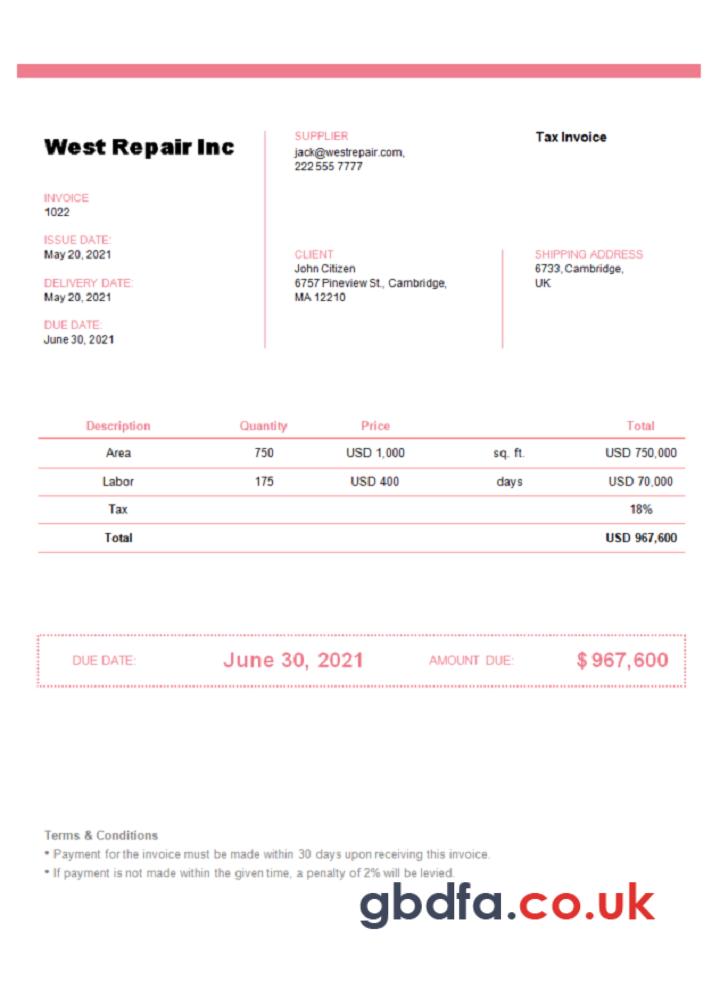 West Repair Inc
INVOICE
1022
ISSUE DATE:
May 20, 2021
DELIVERY DATE:
May 20, 2021
DUE DATE:
June 30, 2021
SUPPLIER
jack@westrepair.com,
222 555 7777
CLIENT
John Citizen
6757 Pineview St., Cambridge,
MA 12210
Tax Invoice
SHIPPING ADDRESS
6733, Cambridge,
UK
Description Quantity Price Total
Area 750 USD 1,000 sq. ft. USD 750,000
Labor 175 USD 400 days USD 70,000
Tax 18%
Total USD 967,600
DUE DATE: June 30, 2021 AMOUNT DUE: $ 967,600
Terms & Conditions
* Payment for the invoice must be made within 30 days upon receiving this invoice.
* If payment is not made within the given time, a penalty of 2% will be levied.
gbdfa.co.uk